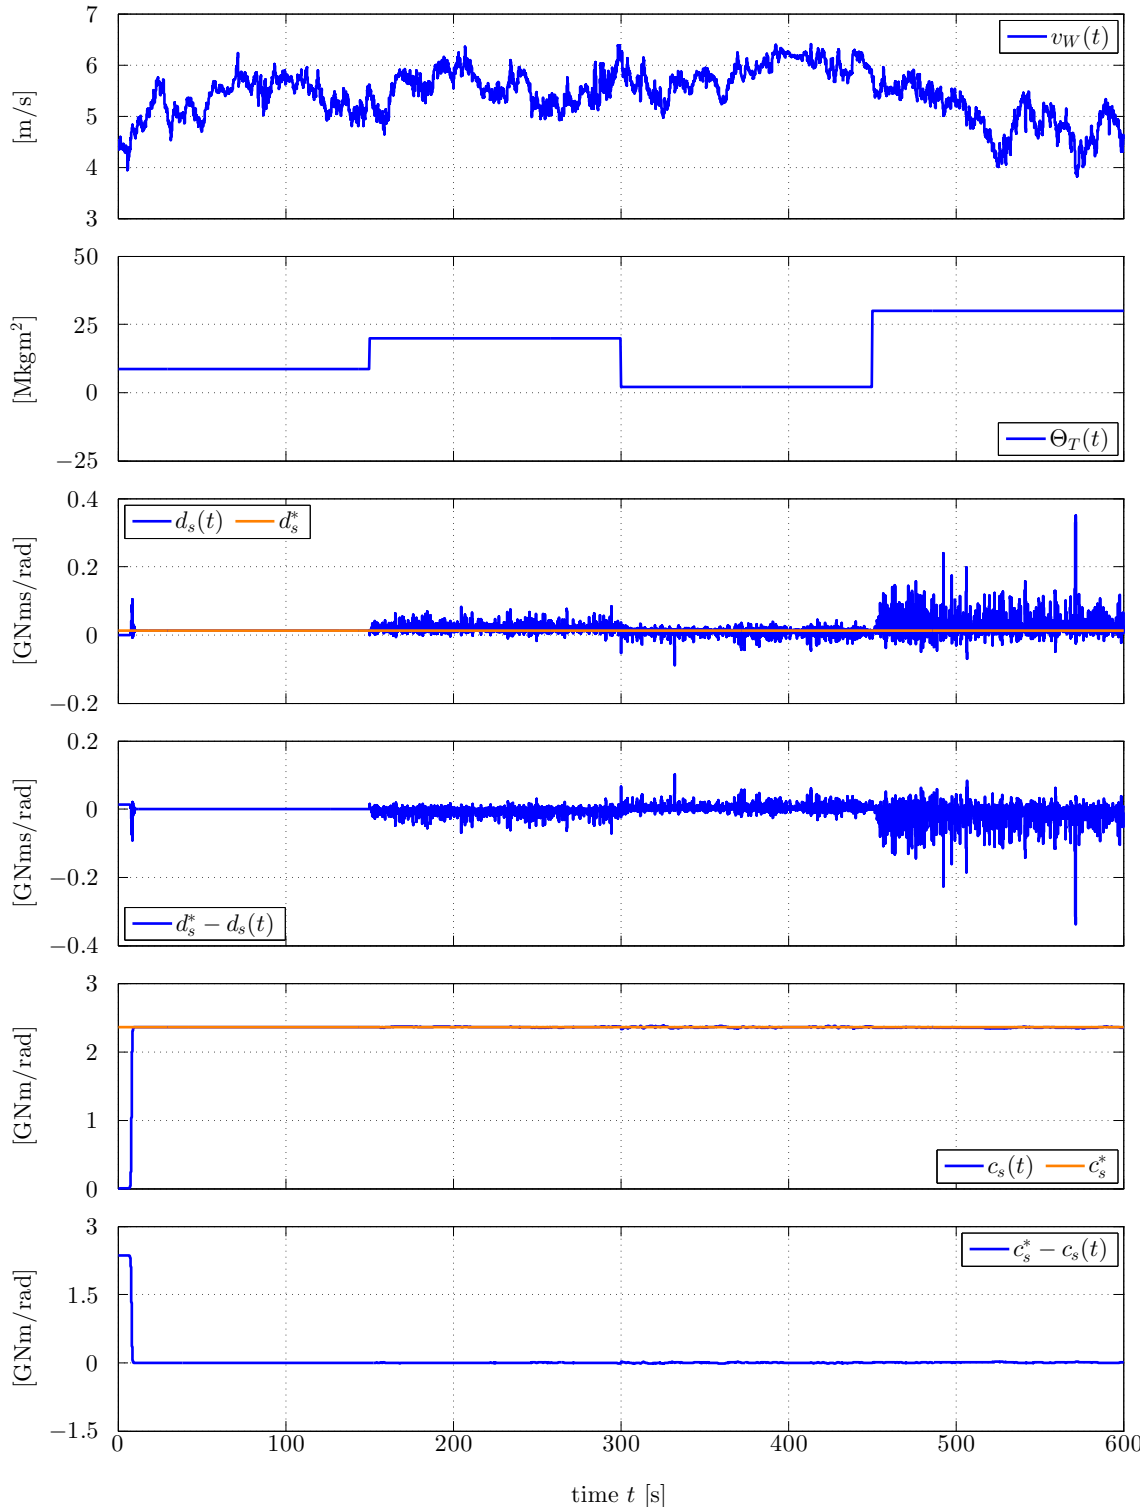 7
6
5
4
3
[m/s]
v_W(t)
50
25
0
−25
[Mkgm²]
Θ_T(t)
0.4
0.2
0
−0.2
[GNms/rad]
d_s(t) d_s^*
0.2
0
−0.2
−0.4
[GNms/rad]
d_s^* − d_s(t)
3
2
1
0
[GNm/rad]
c_s(t) c_s^*
3
1.5
0
−1.5
[GNm/rad]
c_s^* − c_s(t)
0 100 200 300 400 500 600
time t [s]